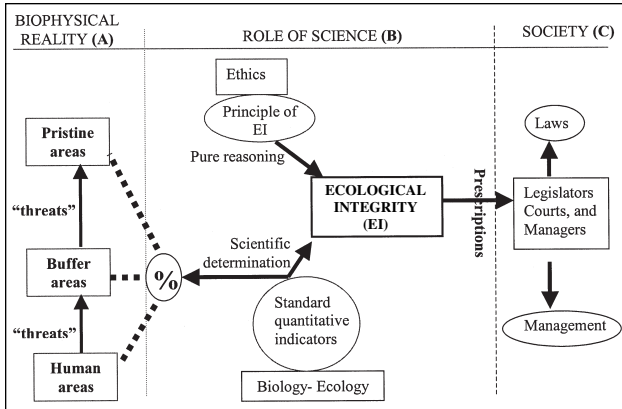 BIOPHYSICAL
REALITY (A)
ROLE OF SCIENCE (B)
SOCIETY (C)
Ethics
Principle of
EI
Pure reasoning
Pristine
areas
“threats”
Buffer
areas
“threats”
Human
areas
%
Scientific
determination
ECOLOGICAL
INTEGRITY
(EI)
Standard
quantitative
indicators
Biology- Ecology
Prescriptions
Laws
Legislators
Courts, and
Managers
Management